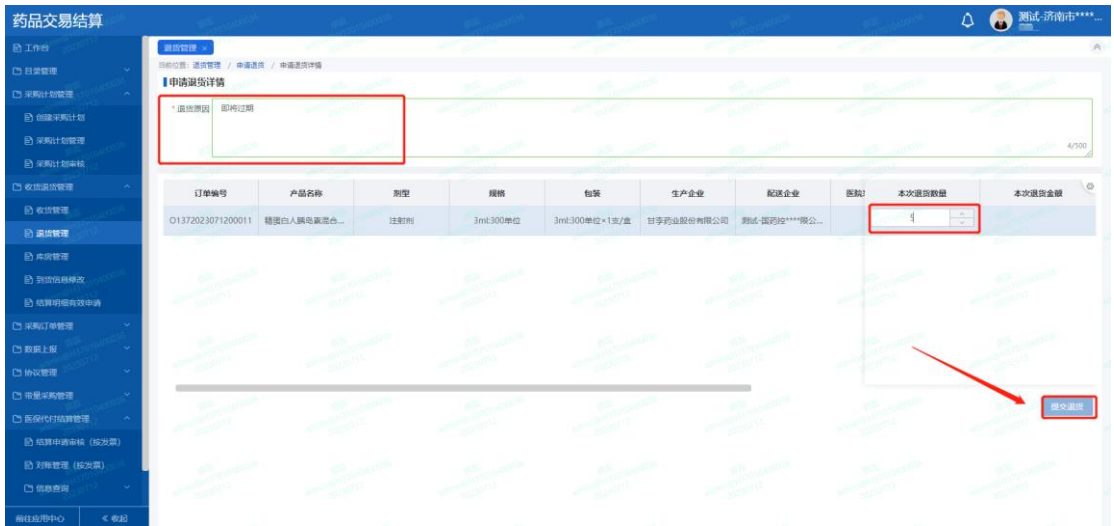 药品交易结算
测试-济南市****...
工作台
退货管理 ×
目录管理
当前位置: 退货管理 / 申请退货 / 申请退货详情
申请退货详情
采购计划管理
* 退货原因 即将过期
创建采购计划
采购计划管理
4/500
采购计划审核
收货退货管理
订单编号 产品名称 剂型 规格 包装 生产企业 配送企业 医院 本次退货数量 本次退货金额
收货管理
O1372023071200011 精蛋白人胰岛素混合... 注射剂 3ml:300单位 3ml:300单位×1支/盒 甘李药业股份有限公司 测试-国药控****限公...
退货管理
库房管理
到货信息修改
结算明细有效申请
采购订单管理
数据上报
协议管理
带量采购管理
提交退货
医保代付结算管理
结算申请审核（按发票）
对账管理（按发票）
信息查询
前往应用中心 收起